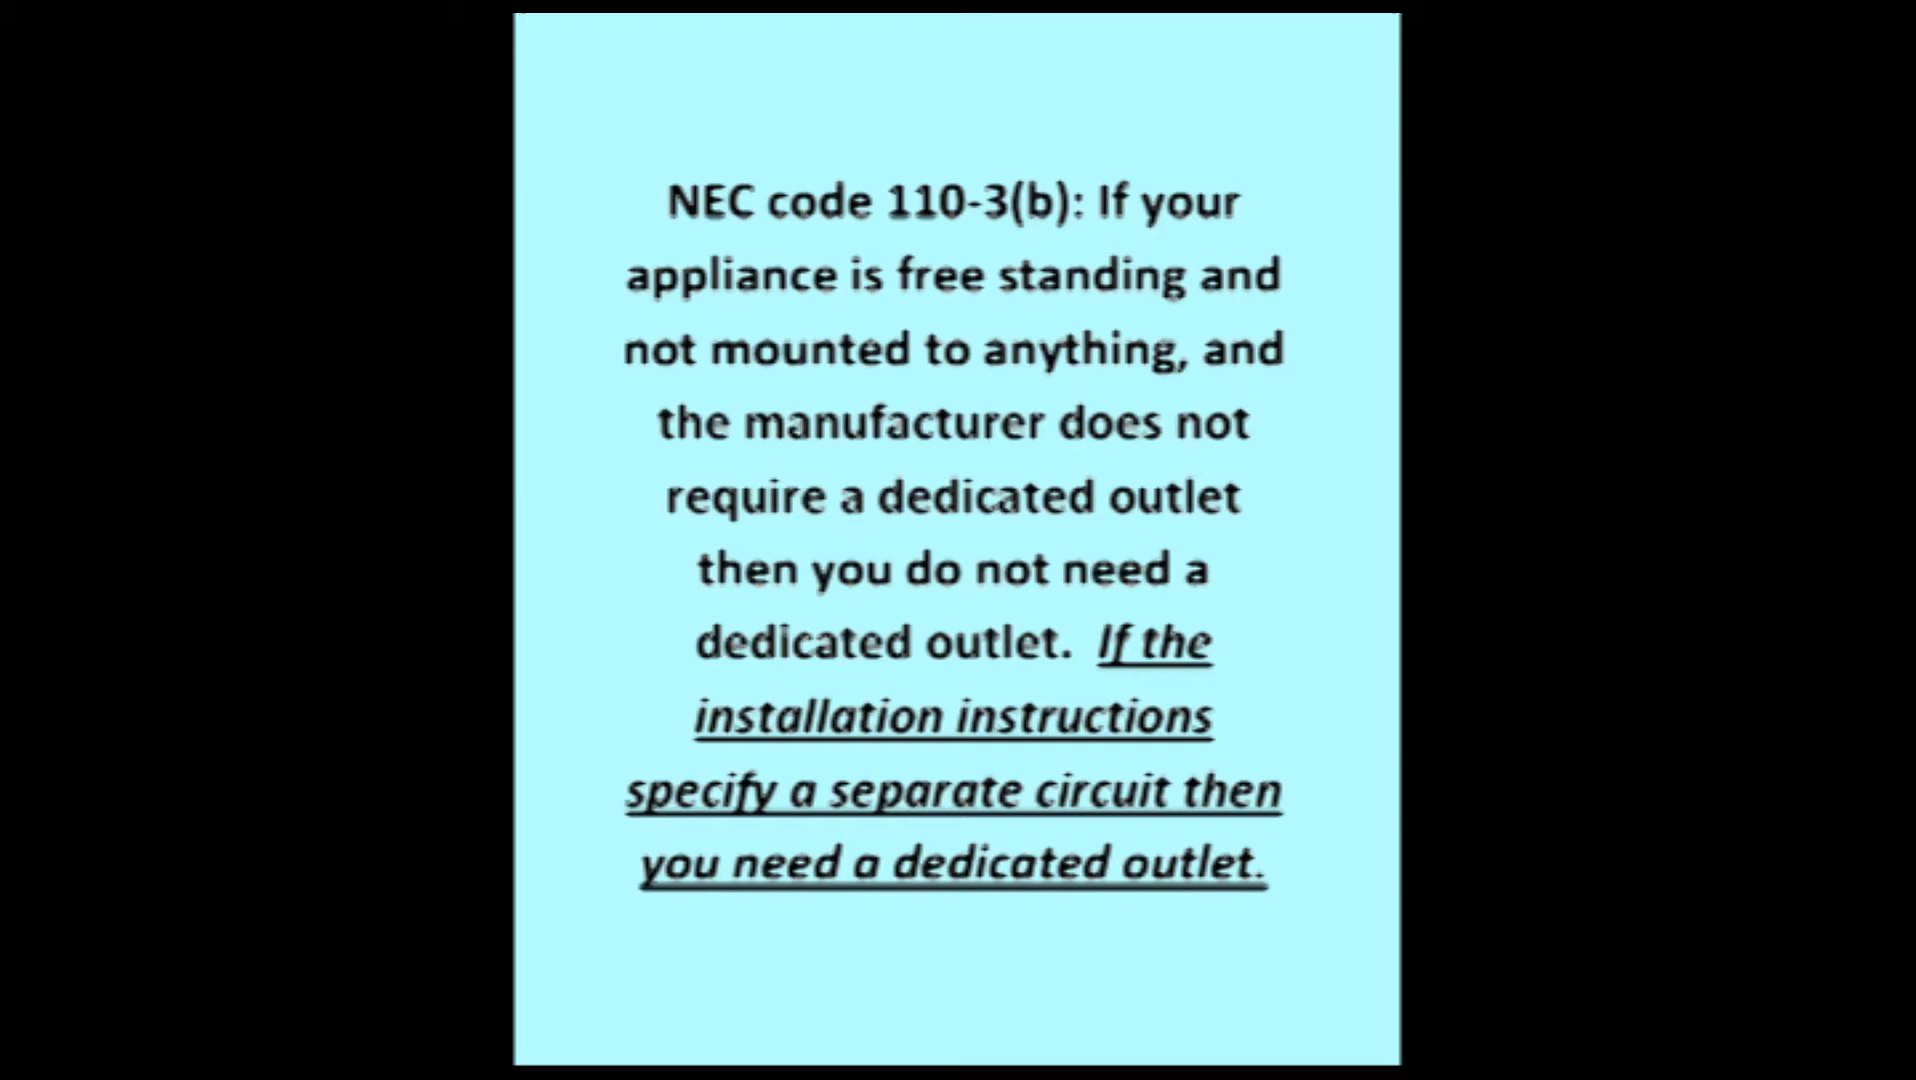 NEC code 110-3(b): If your
appliance is free standing and
not mounted to anything, and
the manufacturer does not
require a dedicated outlet
then you do not need a
dedicated outlet.  If the
installation instructions
specify a separate circuit then
you need a dedicated outlet.